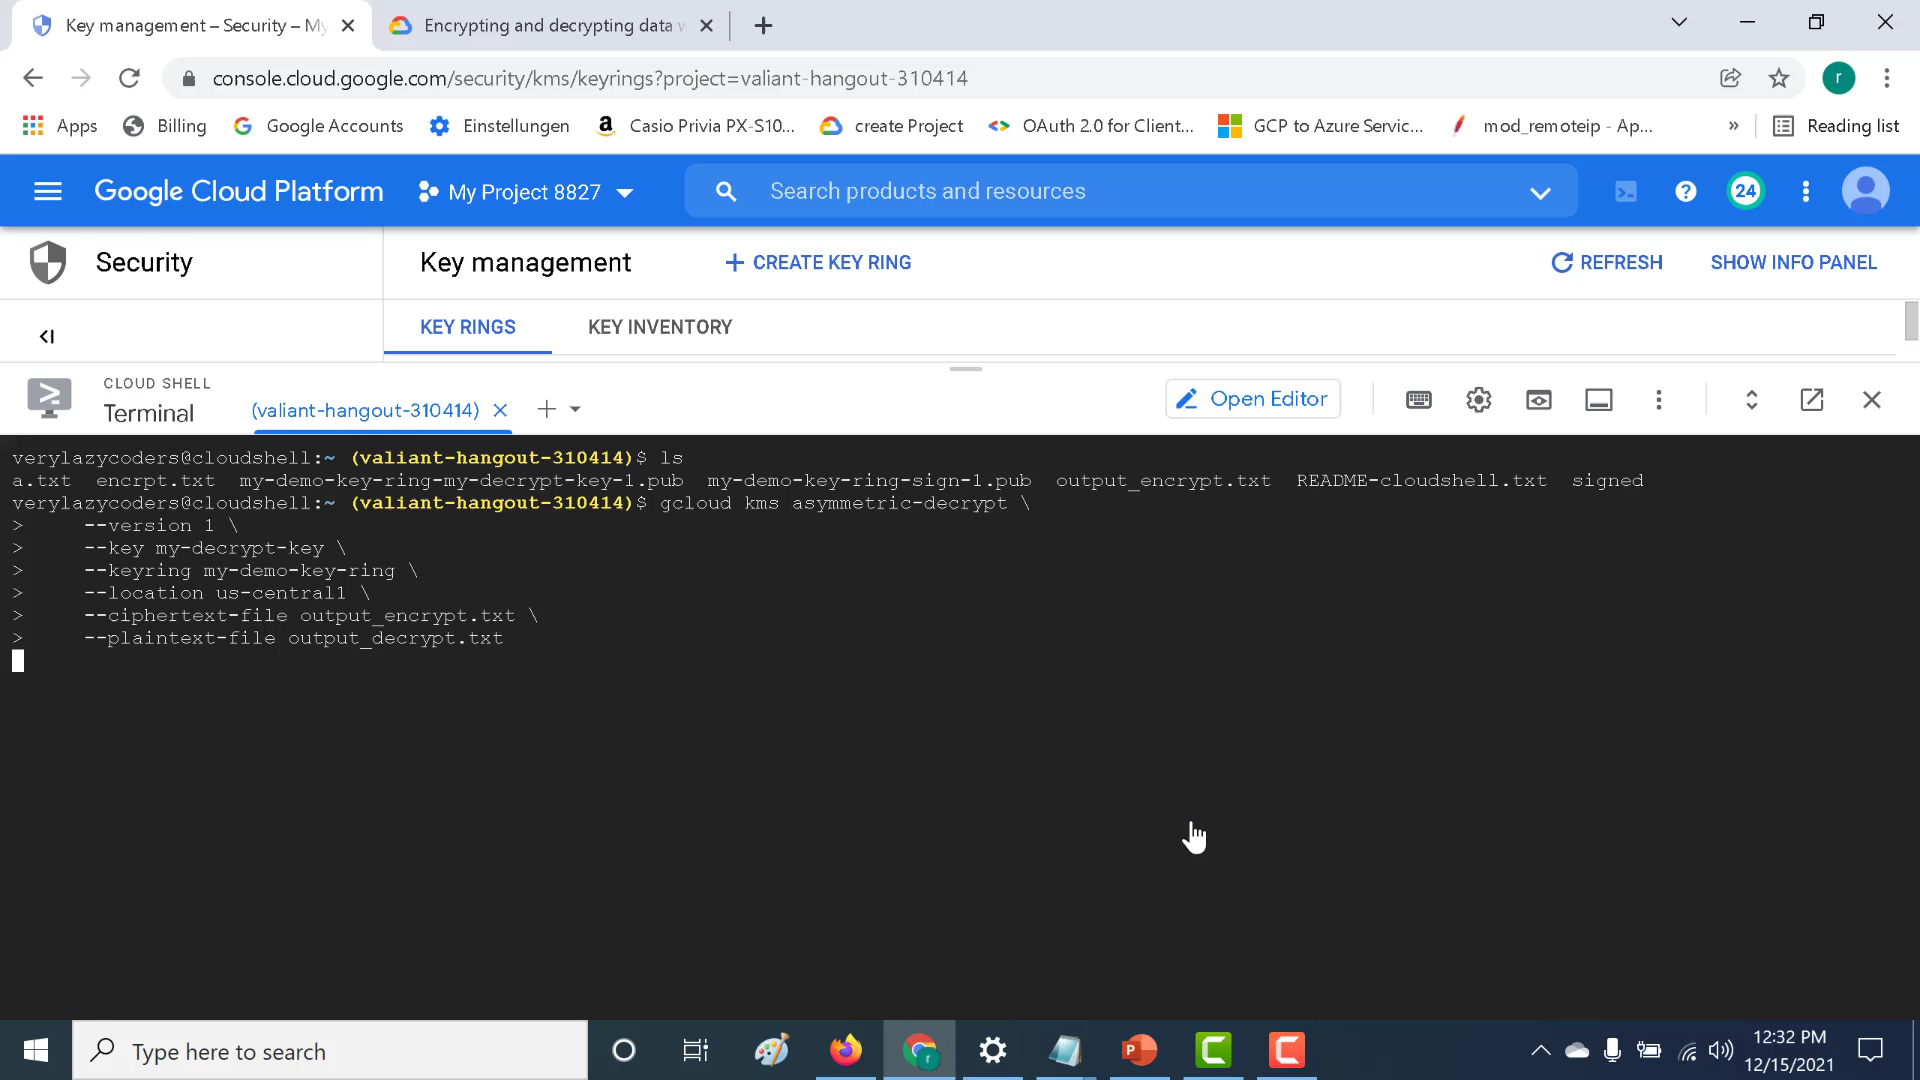 Key management – Security – My
Encrypting and decrypting data w
console.cloud.google.com/security/kms/keyrings?project=valiant-hangout-310414
r
Apps
Billing
Google Accounts
Einstellungen
Casio Privia PX-S10...
create Project
OAuth 2.0 for Client...
GCP to Azure Servic...
mod_remoteip - Ap...
»
Reading list
Google Cloud Platform
My Project 8827
Search products and resources
24
Security
Key management
+ CREATE KEY RING
REFRESH
SHOW INFO PANEL
KEY RINGS
KEY INVENTORY
CLOUD SHELL
Terminal
(valiant-hangout-310414)
Open Editor
verylazycoders@cloudshell:~ (valiant-hangout-310414)$ ls
a.txt encrpt.txt my-demo-key-ring-my-decrypt-key-1.pub my-demo-key-ring-sign-1.pub output_encrypt.txt README-cloudshell.txt signed
verylazycoders@cloudshell:~ (valiant-hangout-310414)$ gcloud kms asymmetric-decrypt \
> --version 1 \
> --key my-decrypt-key \
> --keyring my-demo-key-ring \
> --location us-central1 \
> --ciphertext-file output_encrypt.txt \
> --plaintext-file output_decrypt.txt
Type here to search
12:32 PM
12/15/2021